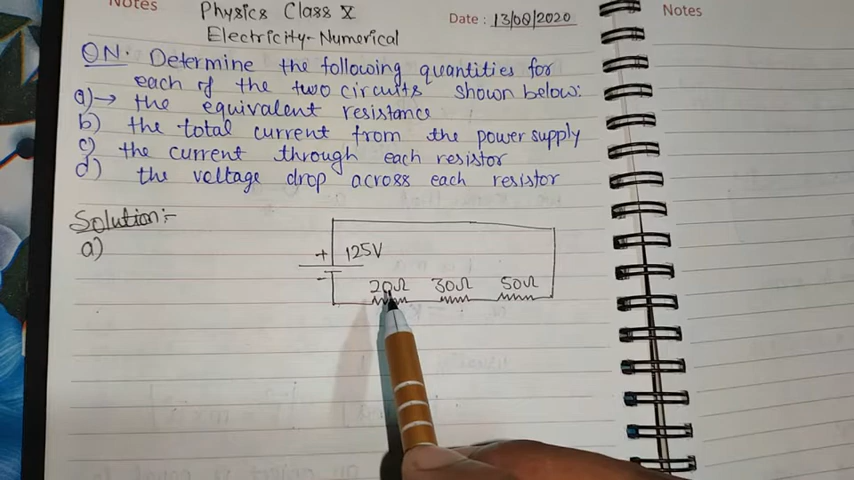 Notes
Physics Class X
Date : 13/08/2020
Notes
Electricity-Numerical
QN. Determine the following quantities for
each of the two circuits shown below:
a)→ the equivalent resistance
b) the total current from the power supply
c) the current through each resistor
d) the voltage drop across each resistor
Solution:-
a)
+ 125V
-
20Ω 30Ω 50Ω